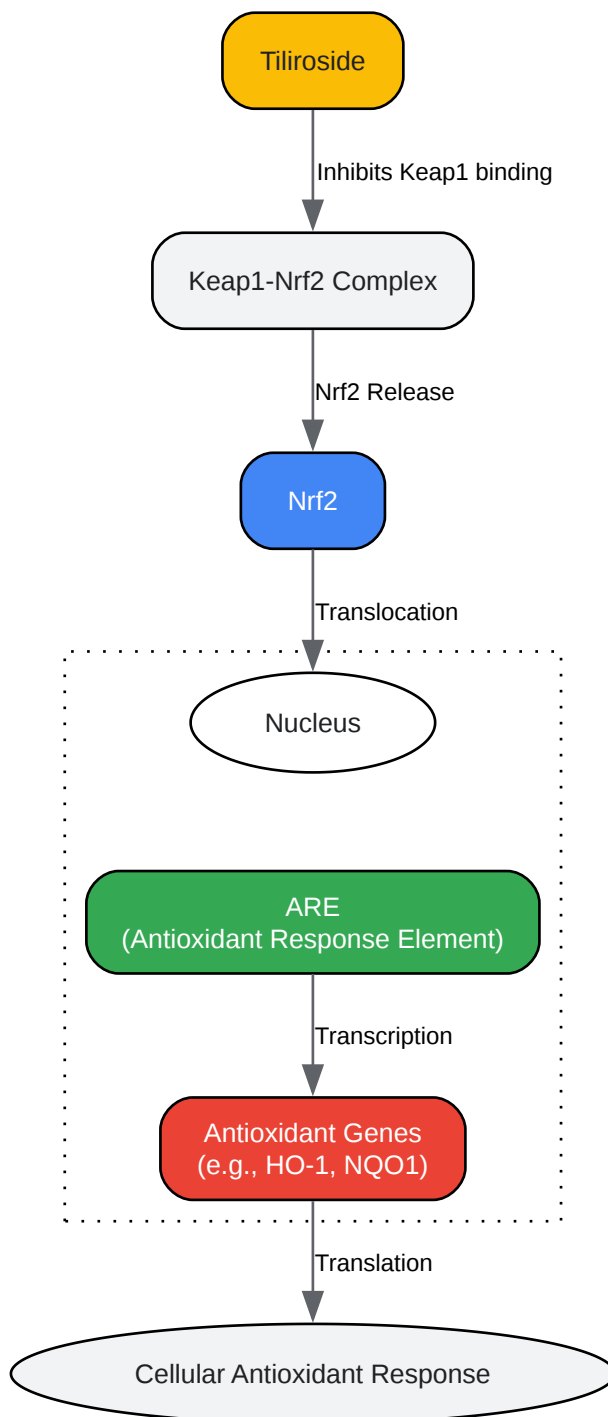 Tiliroside
Inhibits Keap1 binding
Keap1-Nrf2 Complex
Nrf2 Release
Nrf2
Translocation
Nucleus
ARE
(Antioxidant Response Element)
Transcription
Antioxidant Genes
(e.g., HO-1, NQO1)
Translation
Cellular Antioxidant Response